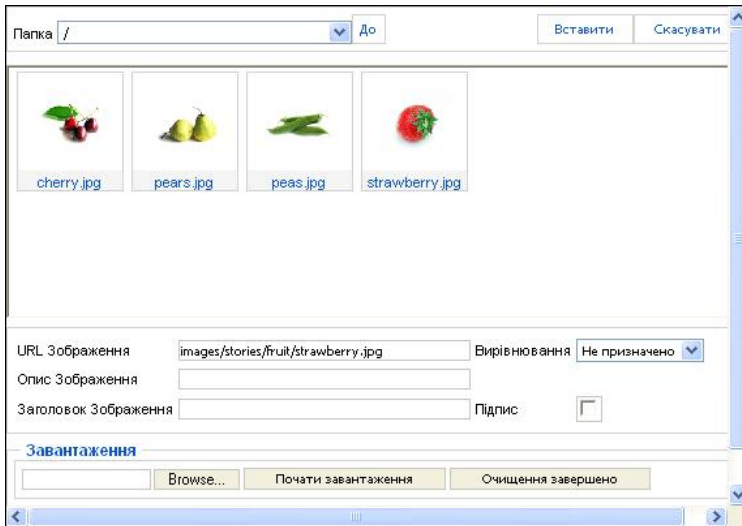 Папка / До Вставити Скасувати
cherry.jpg pears.jpg peas.jpg strawberry.jpg
URL Зображення images/stories/fruit/strawberry.jpg Вирівнювання Не призначено
Опис Зображення
Заголовок Зображення Підпис
Завантаження
Browse... Почати завантаження Очищення завершено